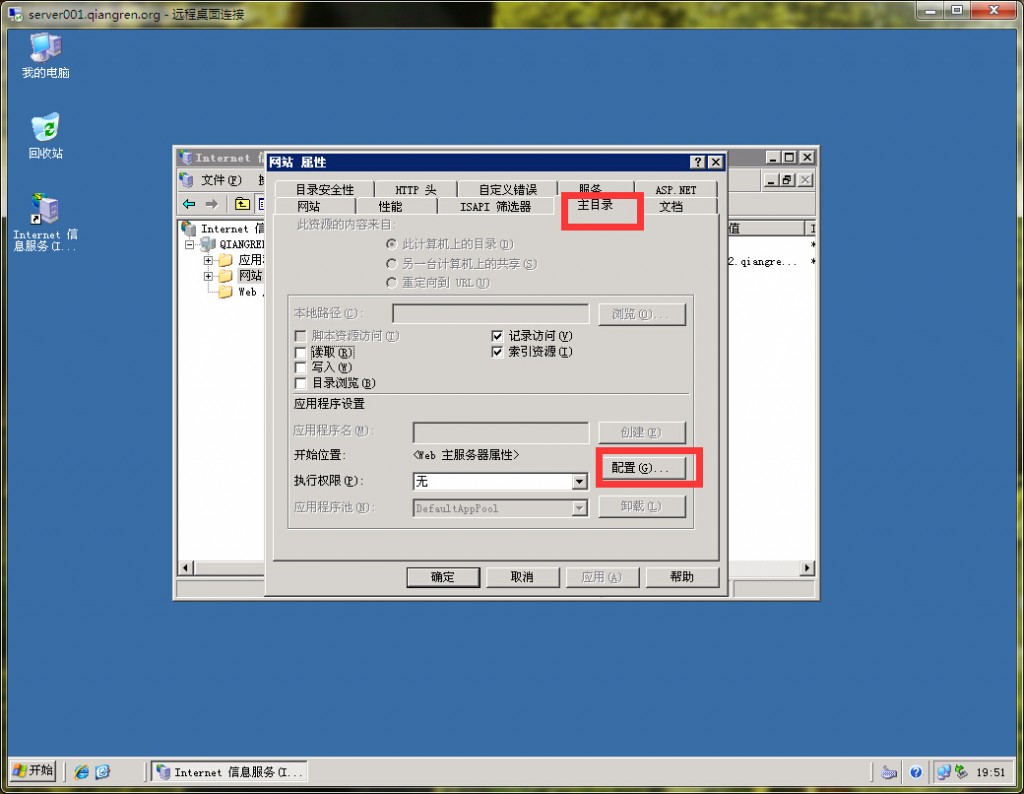 server001.qiangren.org - 远程桌面连接
我的电脑
回收站
Internet 信
息服务(I...
Internet
网站 属性
文件(F)
目录安全性
HTTP 头
自定义错误
服务
ASP.NET
网站
性能
ISAPI 筛选器
主目录
文档
此资源的内容来自:
此计算机上的目录(D)
另一台计算机上的共享(S)
重定向到 URL(U)
Internet 信
QIANGREN
应用
网站
Web
值
2.qiangre...
本地路径(C):
浏览(O)...
脚本资源访问(T)
记录访问(V)
读取(R)
索引资源(I)
写入(W)
目录浏览(B)
应用程序设置
应用程序名(M):
创建(E)
开始位置:
<Web 主服务器属性>
配置(G)...
执行权限(P):
无
应用程序池(N):
DefaultAppPool
卸载(L)
确定
取消
应用(A)
帮助
开始
Internet 信息服务(I...
19:51